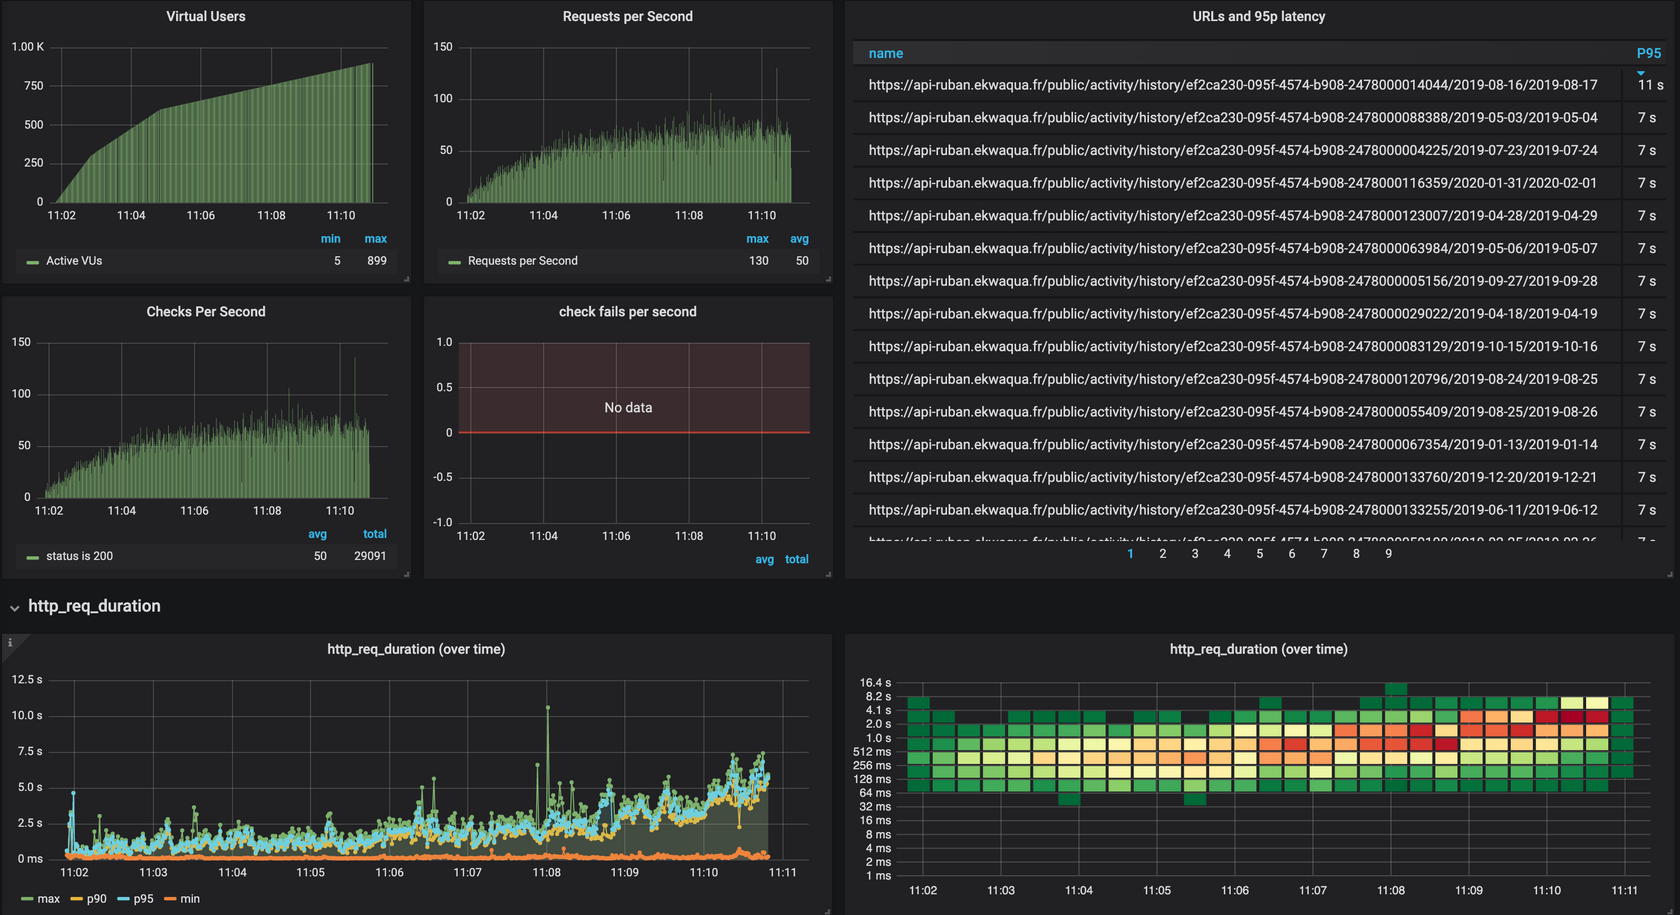 Virtual Users
1.00 K
750
500
250
0
11:02 11:04 11:06 11:08 11:10
min max
Active VUs 5 899
Requests per Second
150
100
50
0
11:02 11:04 11:06 11:08 11:10
max avg
Requests per Second 130 50
URLs and 95p latency
name P95
https://api-ruban.ekwaqua.fr/public/activity/history/ef2ca230-095f-4574-b908-2478000014044/2019-08-16/2019-08-17 11 s
https://api-ruban.ekwaqua.fr/public/activity/history/ef2ca230-095f-4574-b908-2478000088388/2019-05-03/2019-05-04 7 s
https://api-ruban.ekwaqua.fr/public/activity/history/ef2ca230-095f-4574-b908-2478000004225/2019-07-23/2019-07-24 7 s
https://api-ruban.ekwaqua.fr/public/activity/history/ef2ca230-095f-4574-b908-2478000116359/2020-01-31/2020-02-01 7 s
https://api-ruban.ekwaqua.fr/public/activity/history/ef2ca230-095f-4574-b908-2478000123007/2019-04-28/2019-04-29 7 s
https://api-ruban.ekwaqua.fr/public/activity/history/ef2ca230-095f-4574-b908-2478000063984/2019-05-06/2019-05-07 7 s
https://api-ruban.ekwaqua.fr/public/activity/history/ef2ca230-095f-4574-b908-2478000005156/2019-09-27/2019-09-28 7 s
https://api-ruban.ekwaqua.fr/public/activity/history/ef2ca230-095f-4574-b908-2478000029022/2019-04-18/2019-04-19 7 s
https://api-ruban.ekwaqua.fr/public/activity/history/ef2ca230-095f-4574-b908-2478000083129/2019-10-15/2019-10-16 7 s
https://api-ruban.ekwaqua.fr/public/activity/history/ef2ca230-095f-4574-b908-2478000120796/2019-08-24/2019-08-25 7 s
https://api-ruban.ekwaqua.fr/public/activity/history/ef2ca230-095f-4574-b908-2478000055409/2019-08-25/2019-08-26 7 s
https://api-ruban.ekwaqua.fr/public/activity/history/ef2ca230-095f-4574-b908-2478000067354/2019-01-13/2019-01-14 7 s
https://api-ruban.ekwaqua.fr/public/activity/history/ef2ca230-095f-4574-b908-2478000133760/2019-12-20/2019-12-21 7 s
https://api-ruban.ekwaqua.fr/public/activity/history/ef2ca230-095f-4574-b908-2478000133255/2019-06-11/2019-06-12 7 s
1 2 3 4 5 6 7 8 9
Checks Per Second
150
100
50
0
11:02 11:04 11:06 11:08 11:10
avg total
status is 200 50 29091
check fails per second
1.0
0.5
No data
0
-0.5
-1.0
11:02 11:04 11:06 11:08 11:10
avg total
http_req_duration
i
http_req_duration (over time)
12.5 s
10.0 s
7.5 s
5.0 s
2.5 s
0 ms
11:02 11:03 11:04 11:05 11:06 11:07 11:08 11:09 11:10 11:11
max p90 p95 min
http_req_duration (over time)
16.4 s
8.2 s
4.1 s
2.0 s
1.0 s
512 ms
256 ms
128 ms
64 ms
32 ms
16 ms
8 ms
4 ms
2 ms
1 ms
11:02 11:03 11:04 11:05 11:06 11:07 11:08 11:09 11:10 11:11